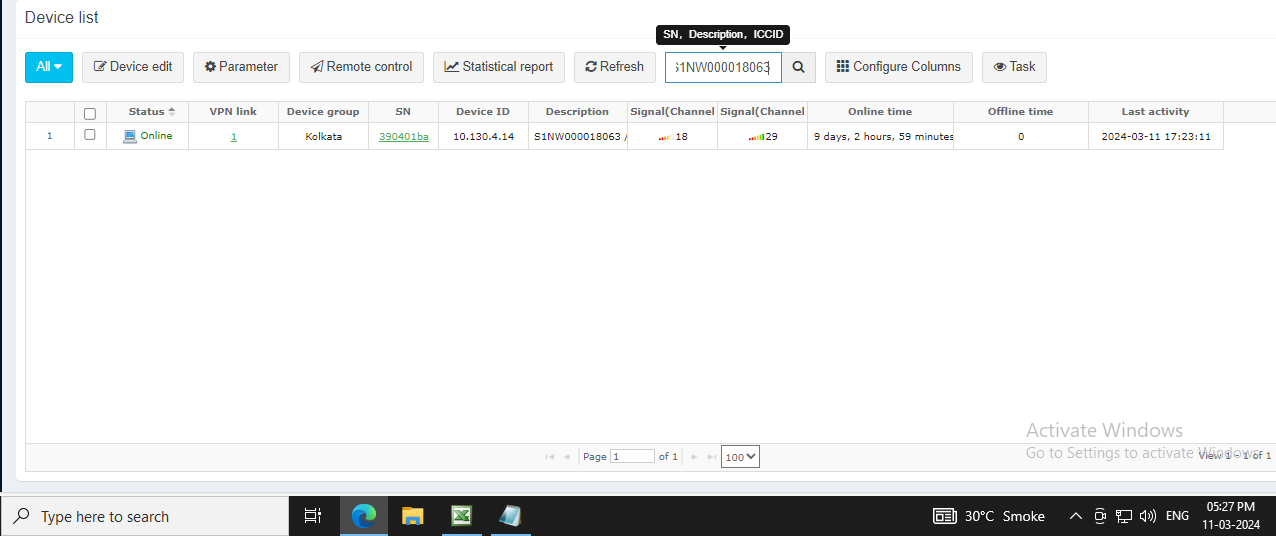 Device list
SN, Description, ICCID
All Device edit Parameter Remote control Statistical report Refresh S1NW000018063 Configure Columns Task
Status VPN link Device group SN Device ID Description Signal(Channel Signal(Channel Online time Offline time Last activity
1 Online 1 Kolkata 390401ba 10.130.4.14 S1NW000018063 / 18 29 9 days, 2 hours, 59 minutes 0 2024-03-11 17:23:11
Activate Windows
Go to Settings to activate Windows.
Page 1 of 1 100 View 1 - 1 of 1
Type here to search 30°C Smoke ENG 05:27 PM
11-03-2024